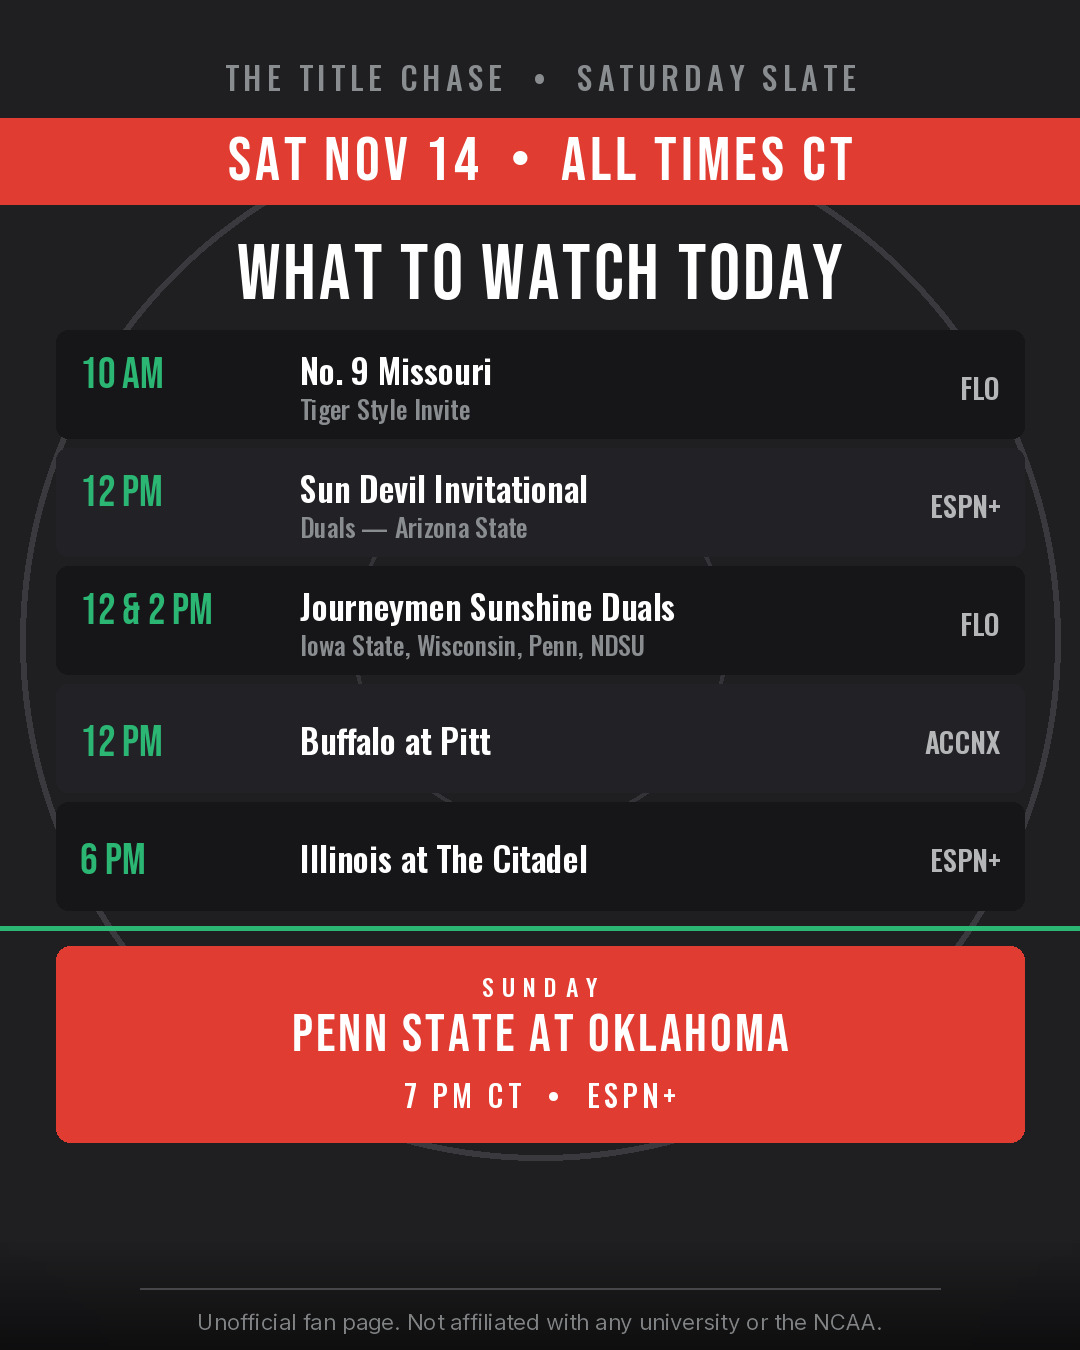 THE TITLE CHASE • SATURDAY SLATE
SAT NOV 14 • ALL TIMES CT
WHAT TO WATCH TODAY
10 AM
No. 9 Missouri
Tiger Style Invite
FLO
12 PM
Sun Devil Invitational
Duals — Arizona State
ESPN+
12 & 2 PM
Journeymen Sunshine Duals
Iowa State, Wisconsin, Penn, NDSU
FLO
12 PM
Buffalo at Pitt
ACCNX
6 PM
Illinois at The Citadel
ESPN+
SUNDAY
PENN STATE AT OKLAHOMA
7 PM CT • ESPN+
Unofficial fan page. Not affiliated with any university or the NCAA.